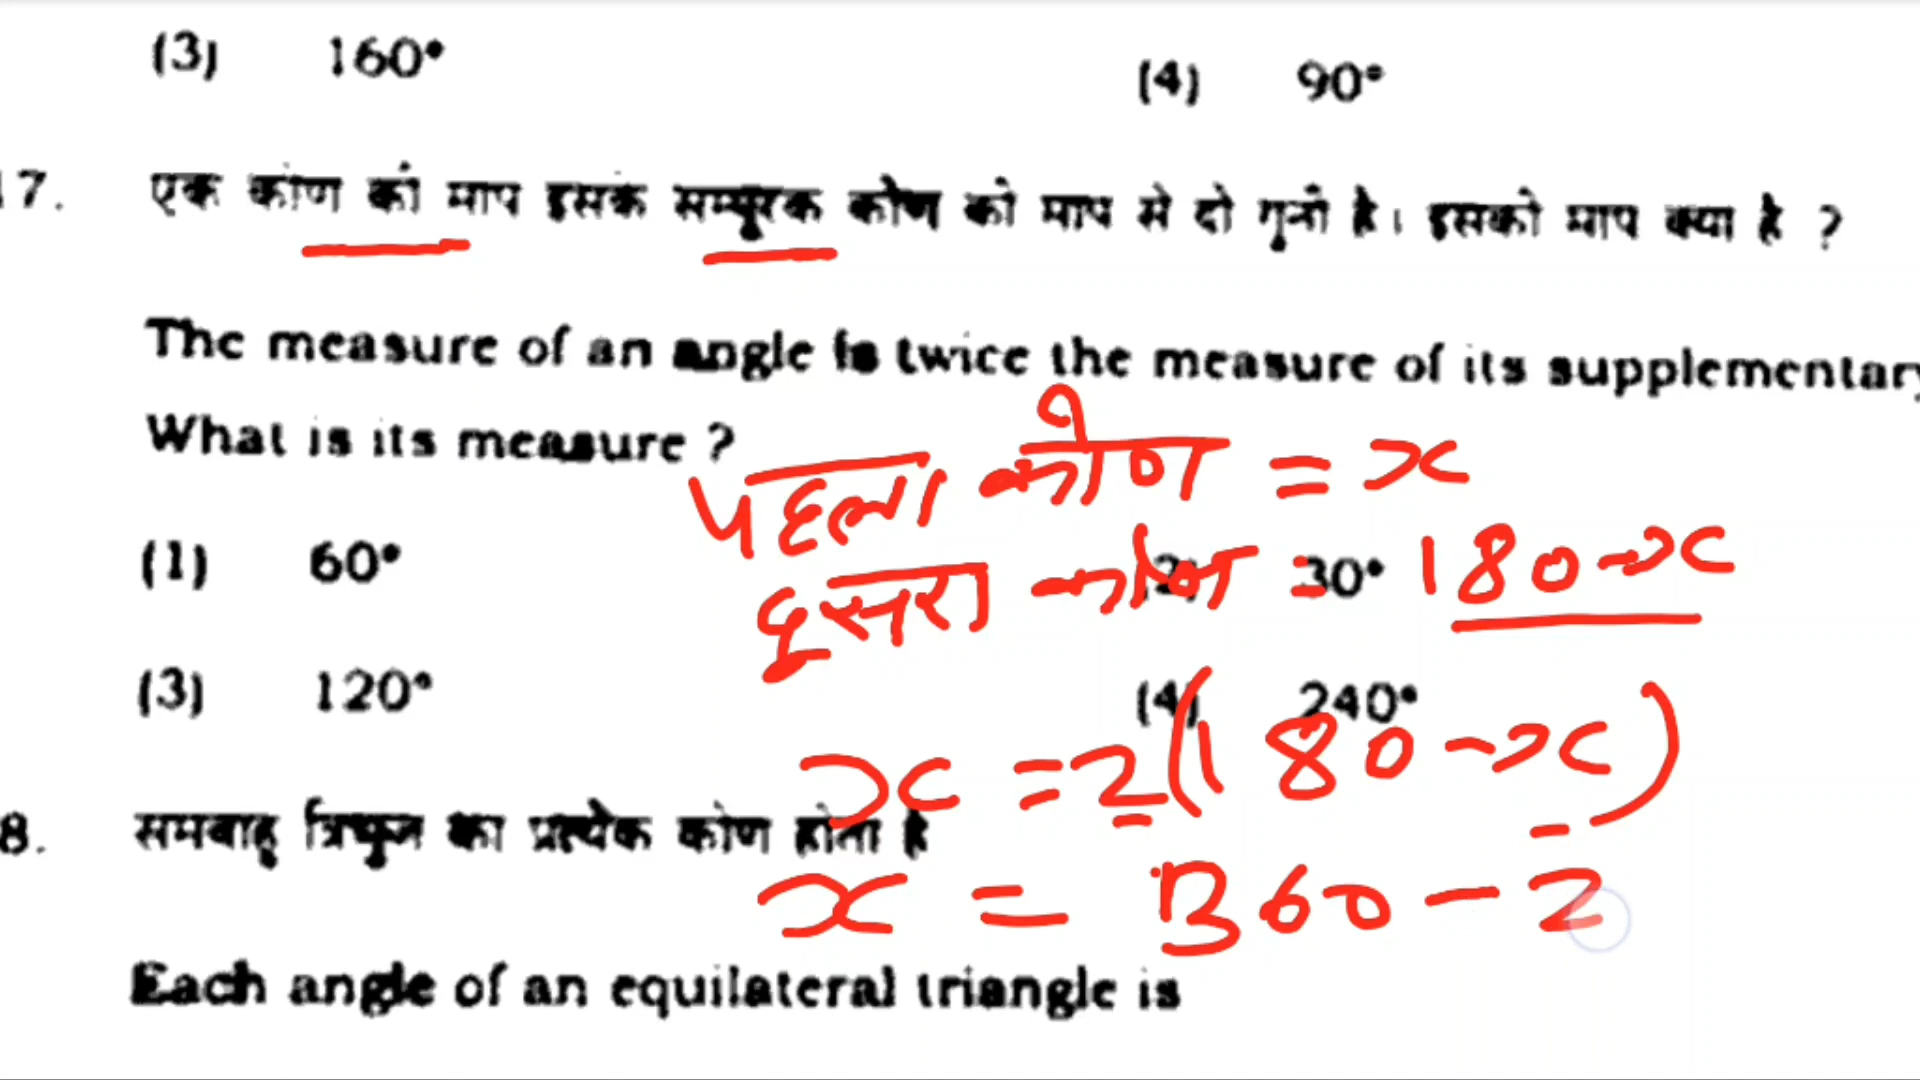 (3) 160° (4) 90°
17. एक कोण की माप इसके सम्पूरक कोण की माप से दो गुनी है। इसकी माप क्या है ?
The measure of an angle is twice the measure of its supplementary
What is its measure ?
पहला कोण = x
(1) 60° (2) 30°
दूसरा कोण = 180-x
(3) 120° (4) 240°
x = 2(180-x)
8. समबाहु त्रिभुज का प्रत्येक कोण होता है
x = 360-2
Each angle of an equilateral triangle is